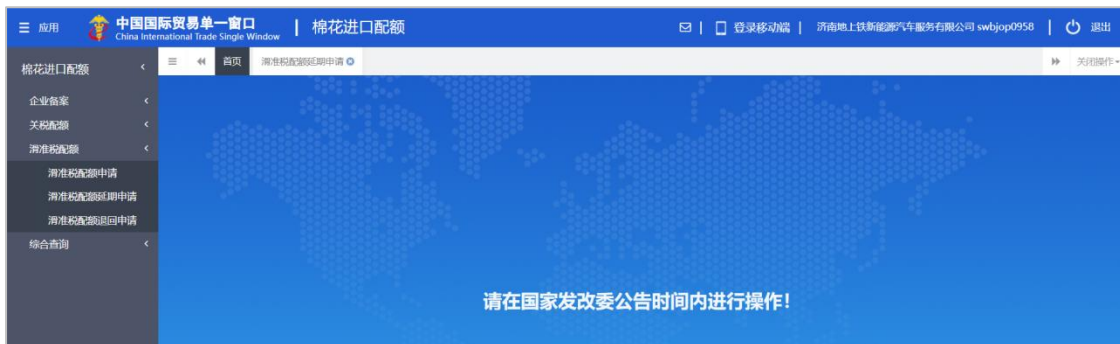 应用
中国国际贸易单一窗口
China International Trade Single Window
棉花进口配额
登录移动端
济南地上铁新能源汽车服务有限公司 swbjop0958
退出
棉花进口配额
首页
滑准税配额延期申请
关闭操作
企业备案
关税配额
滑准税配额
滑准税配额申请
滑准税配额延期申请
滑准税配额退回申请
综合查询
请在国家发改委公告时间内进行操作!